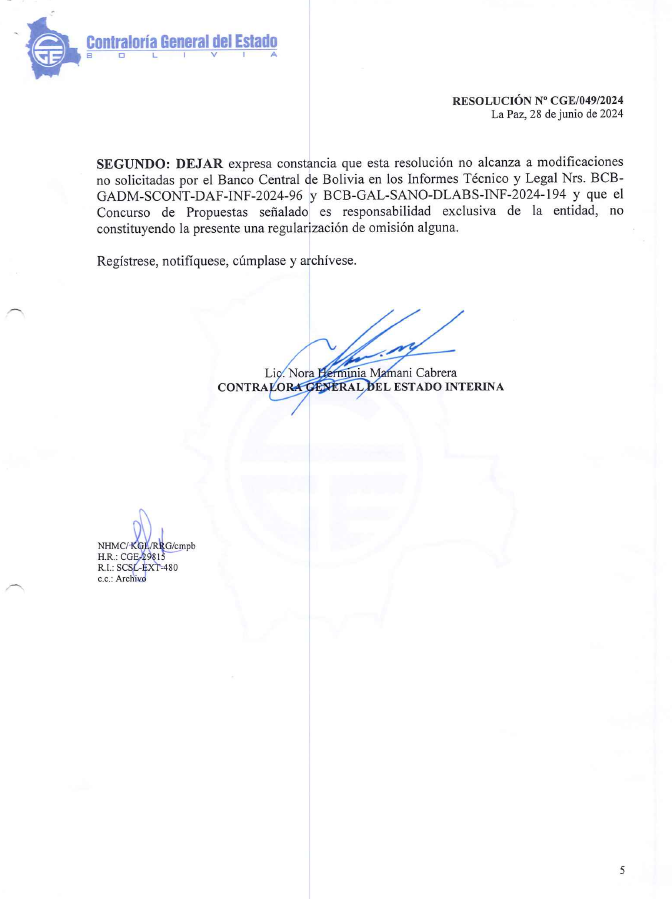 Contraloría General del Estado
B O L I V I A
RESOLUCIÓN Nº CGE/049/2024
La Paz, 28 de junio de 2024
SEGUNDO: DEJAR expresa constancia que esta resolución no alcanza a modificaciones
no solicitadas por el Banco Central de Bolivia en los Informes Técnico y Legal Nrs. BCB-
GADM-SCONT-DAF-INF-2024-96 y BCB-GAL-SANO-DLABS-INF-2024-194 y que el
Concurso de Propuestas señalado es responsabilidad exclusiva de la entidad, no
constituyendo la presente una regularización de omisión alguna.
Regístrese, notifíquese, cúmplase y archívese.
Lic. Nora Herminia Mamani Cabrera
CONTRALORA GENERAL DEL ESTADO INTERINA
NHMC/KGL/RRG/cmpb
H.R.: CGE-29815
R.I.: SCSL-EXT-480
c.c.: Archivo
5